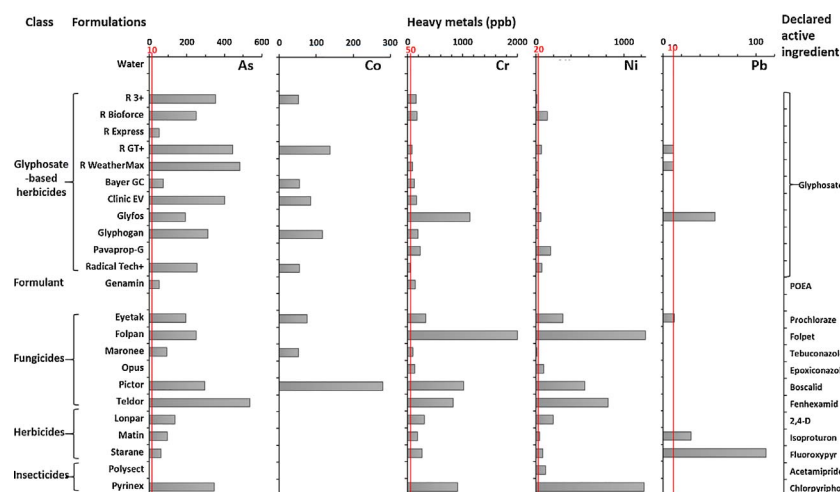 Class Formulations Heavy metals (ppb) Declared
active
ingredient
0 200 400 600 0 100 200 300 0 1000 2000 0 1000 0 100
10 50 20 10
Water As Co Cr Ni Pb
R 3+
R Bioforce
R Express
R GT+
Glyphosate
-based
herbicides
R WeatherMax
Bayer GC Glyphosate
Clinic EV
Glyfos
Glyphogan
Pavaprop-G
Radical Tech+
Formulant Genamin POEA
Eyetak Prochloraze
Folpan Folpet
Fungicides Maronee Tebuconazol
Opus Epoxiconazol
Pictor Boscalid
Teldor Fenhexamid
Herbicides Lonpar 2,4-D
Matin Isoproturon
Starane Fluoroxypyr
Insecticides Polysect Acetamipride
Pyrinex Chlorpyripho